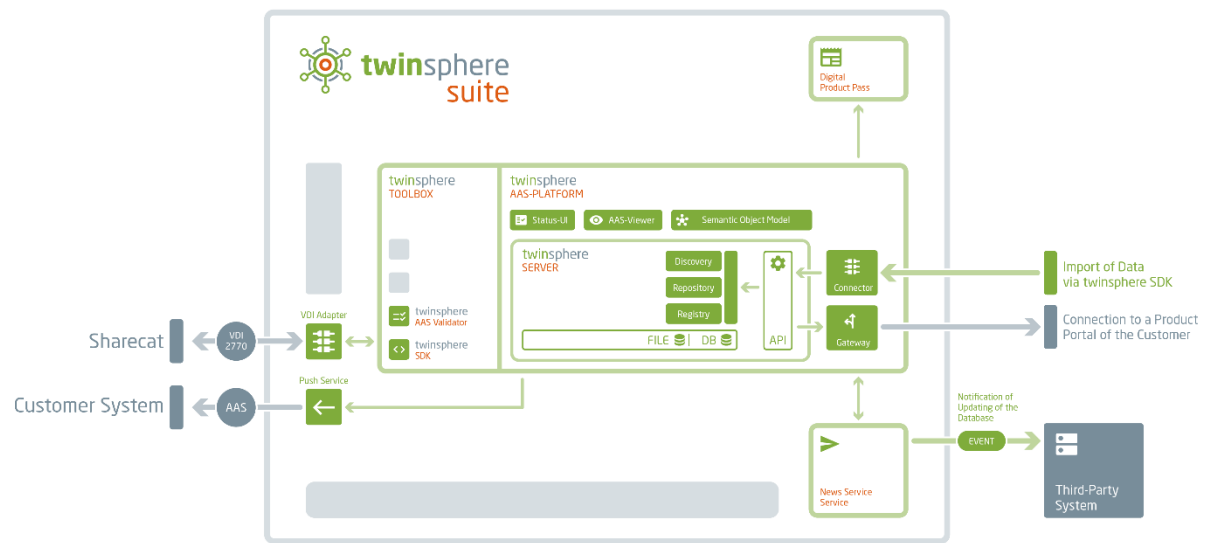 twinsphere
suite
Digital
Product Pass
twinsphere
TOOLBOX
twinsphere
AAS-PLATFORM
Status-UI
AAS-Viewer
Semantic Object Model
twinsphere
SERVER
Discovery
Repository
Registry
FILE
DB
API
Connector
Gateway
Import of Data
via twinsphere SDK
Connection to a Product
Portal of the Customer
twinsphere
AAS Validator
twinsphere
SDK
VDI Adapter
Sharecat
VDI
2770
Push Service
Customer System
AAS
Notification of
Updating of the
Database
EVENT
News Service
Service
Third-Party
System